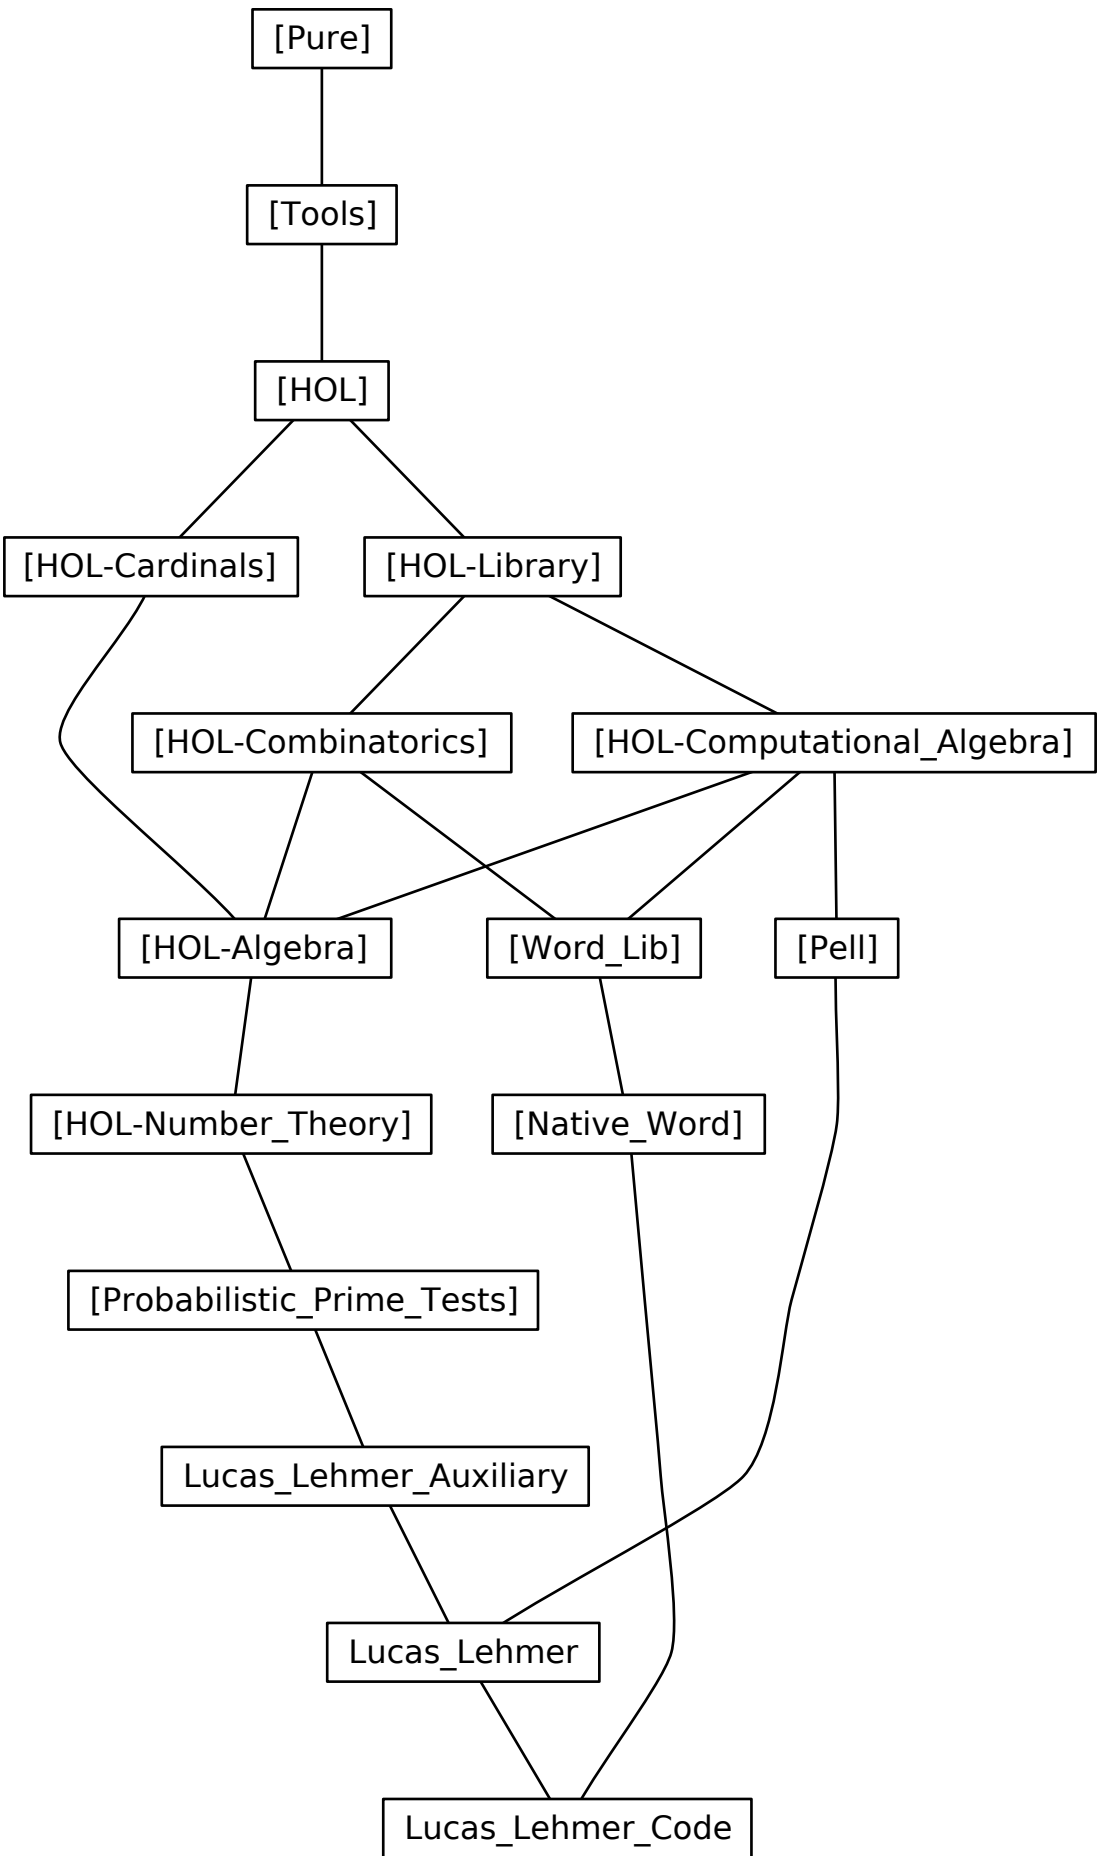 [Pure]
[Tools]
[HOL]
[HOL-Cardinals]
[HOL-Library]
[HOL-Combinatorics]
[HOL-Computational_Algebra]
[HOL-Algebra]
[Word_Lib]
[Pell]
[HOL-Number_Theory]
[Native_Word]
[Probabilistic_Prime_Tests]
Lucas_Lehmer_Auxiliary
Lucas_Lehmer
Lucas_Lehmer_Code